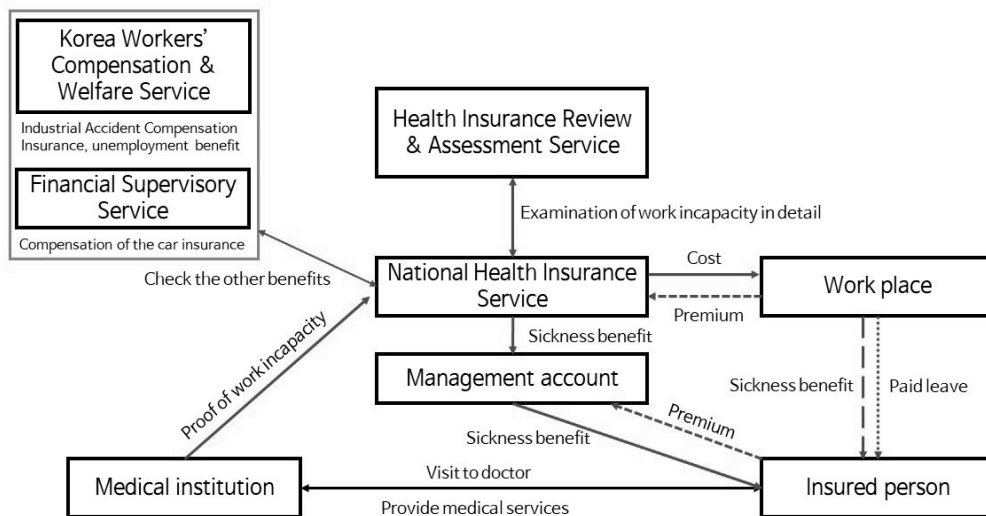 Korea Workers'
Compensation &
Welfare Service
Industrial Accident Compensation
Insurance, unemployment benefit
Financial Supervisory
Service
Compensation of the car insurance
Health Insurance Review
& Assessment Service
Examination of work incapacity in detail
Check the other benefits
National Health Insurance
Service
Cost
Premium
Work place
Proof of work incapacity
Sickness benefit
Management account
Sickness benefit
Premium
Sickness benefit
Paid leave
Medical institution
Visit to doctor
Provide medical services
Insured person